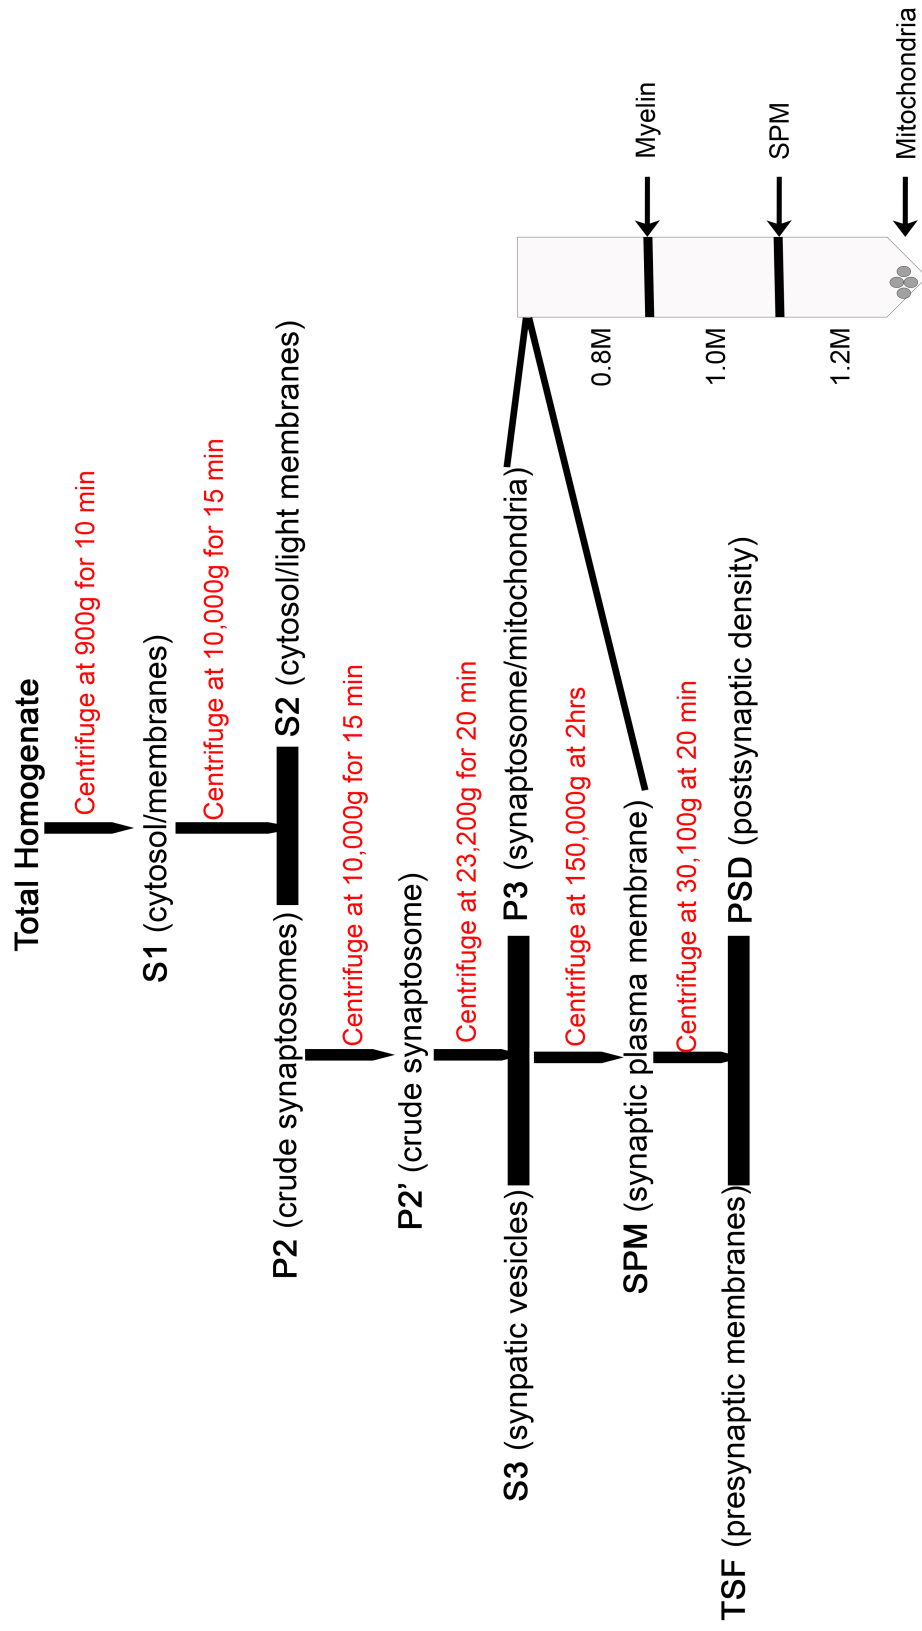 Total Homogenate
Centrifuge at 900g for 10 min
S1 (cytosol/membranes)
Centrifuge at 10,000g for 15 min
P2 (crude synaptosomes)
S2 (cytosol/light membranes)
Centrifuge at 10,000g for 15 min
P2’ (crude synaptosome)
Centrifuge at 23,200g for 20 min
S3 (synpatic vesicles)
P3 (synaptosome/mitochondria)
Centrifuge at 150,000g at 2hrs
SPM (synaptic plasma membrane)
Centrifuge at 30,100g at 20 min
TSF (presynaptic membranes)
PSD (postsynaptic density)
0.8M
Myelin
1.0M
SPM
1.2M
Mitochondria